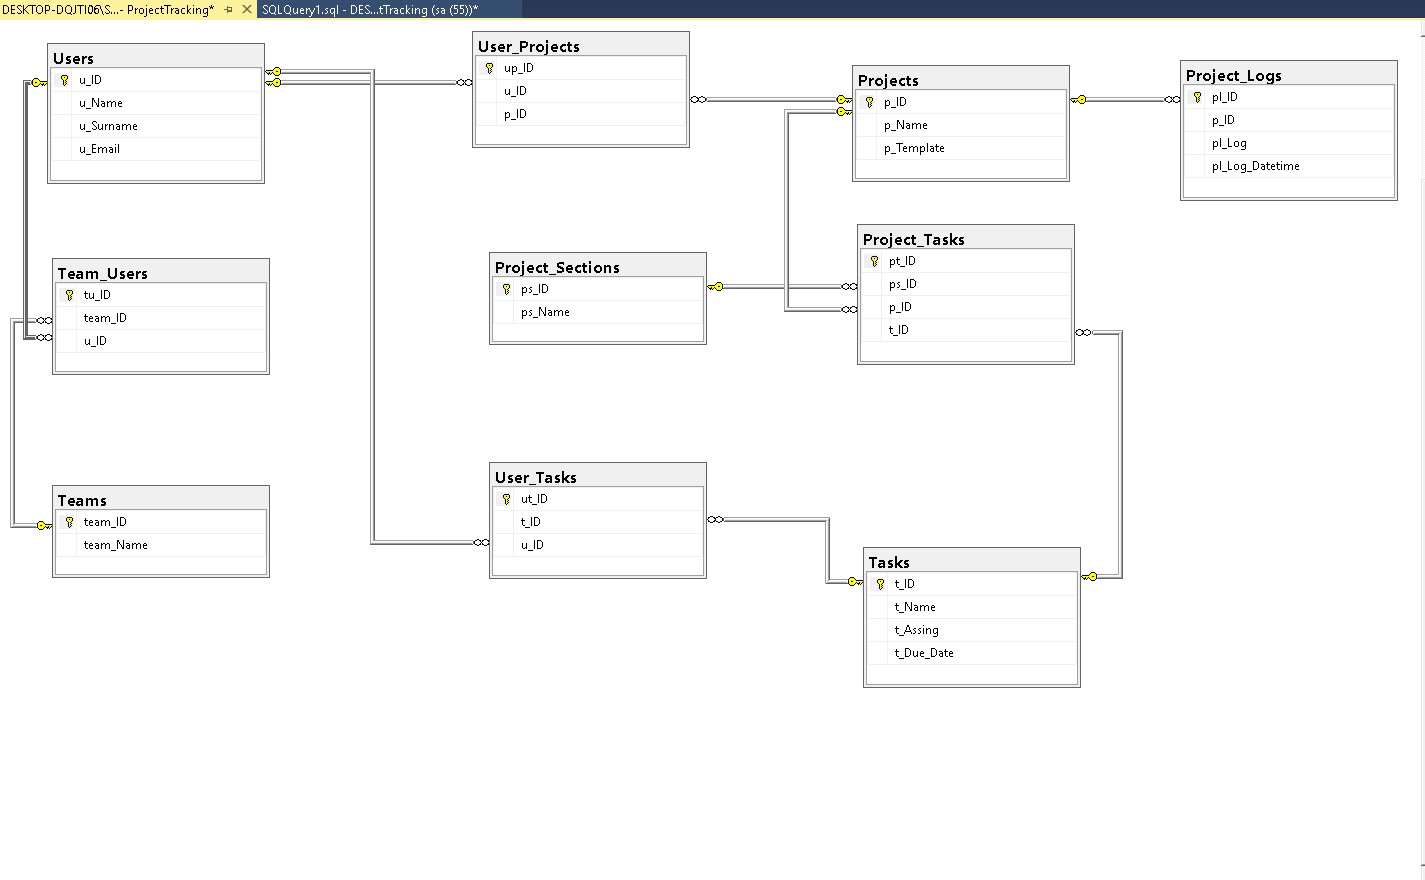 DESKTOP-DQJTI06\S...- ProjectTracking*
SQLQuery1.sql - DES...tTracking (sa (55))*
Users
u_ID
u_Name
u_Surname
u_Email
User_Projects
up_ID
u_ID
p_ID
Projects
p_ID
p_Name
p_Template
Project_Logs
pl_ID
p_ID
pl_Log
pl_Log_Datetime
Team_Users
tu_ID
team_ID
u_ID
Project_Sections
ps_ID
ps_Name
Project_Tasks
pt_ID
ps_ID
p_ID
t_ID
Teams
team_ID
team_Name
User_Tasks
ut_ID
t_ID
u_ID
Tasks
t_ID
t_Name
t_Assing
t_Due_Date